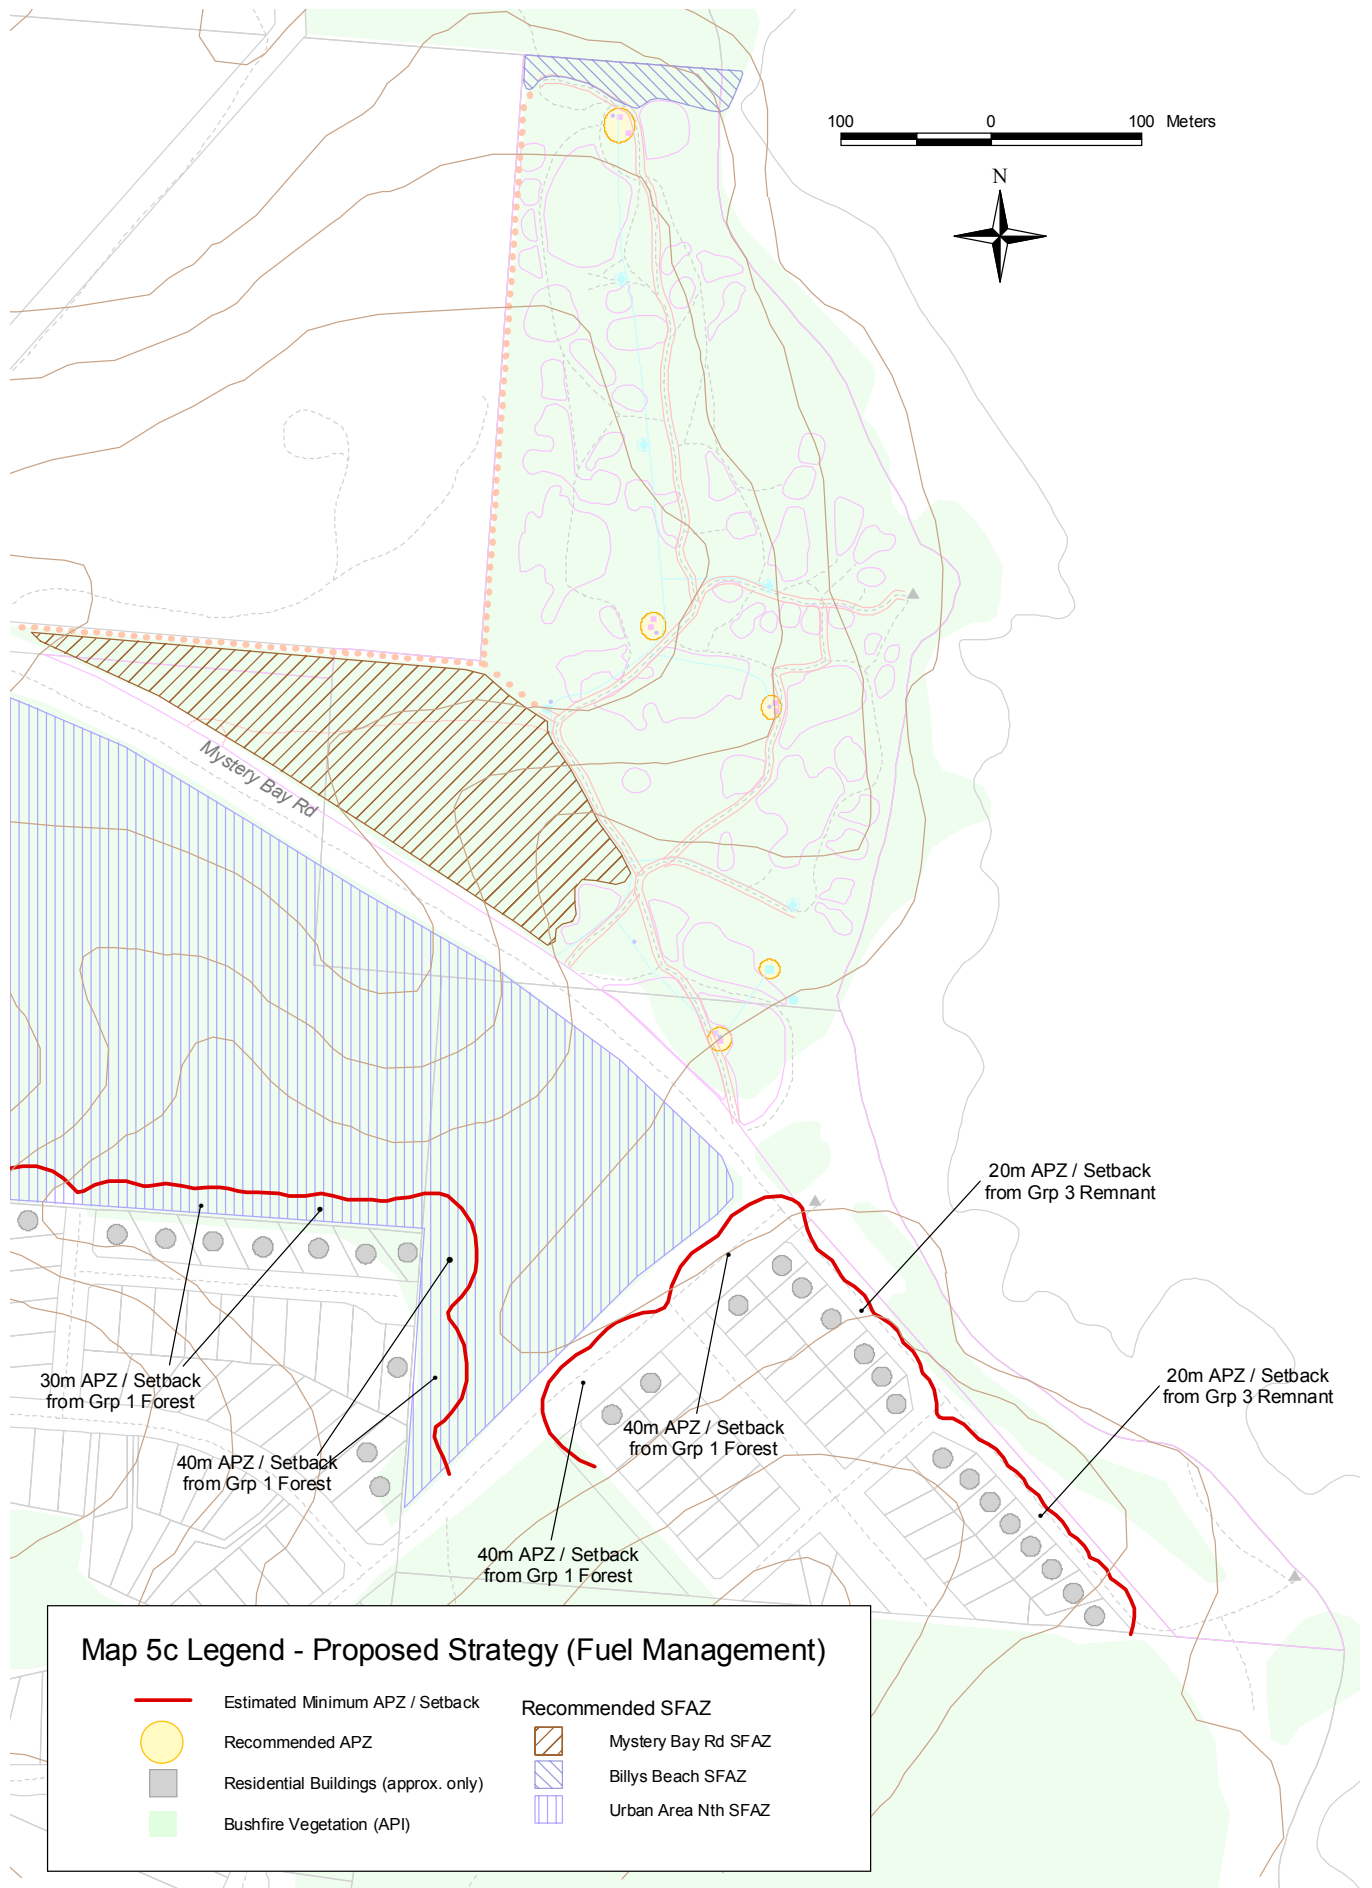 100 0 100 Meters
N
Mystery Bay Rd
20m APZ / Setback
from Grp 3 Remnant
20m APZ / Setback
from Grp 3 Remnant
30m APZ / Setback
from Grp 1 Forest
40m APZ / Setback
from Grp 1 Forest
40m APZ / Setback
from Grp 1 Forest
40m APZ / Setback
from Grp 1 Forest
Map 5c Legend - Proposed Strategy (Fuel Management)
Estimated Minimum APZ / Setback
Recommended APZ
Residential Buildings (approx. only)
Bushfire Vegetation (API)
Recommended SFAZ
Mystery Bay Rd SFAZ
Billys Beach SFAZ
Urban Area Nth SFAZ